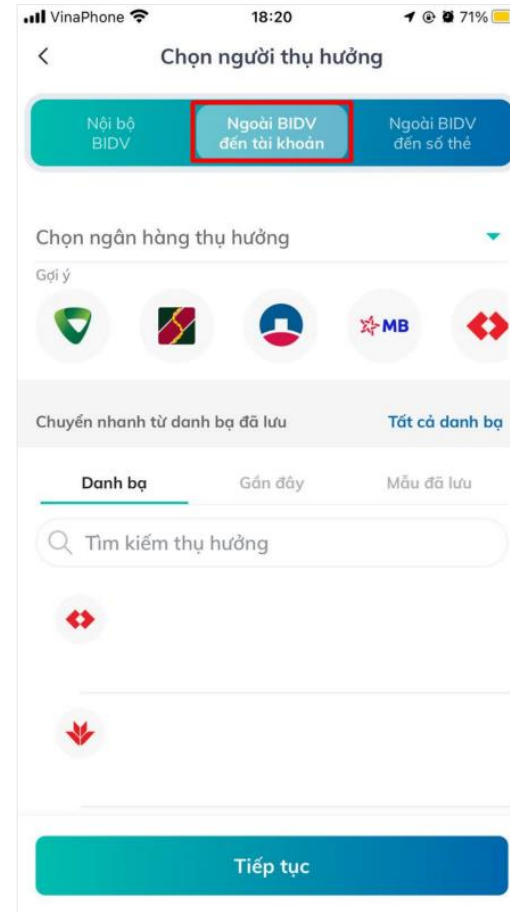 VinaPhone 18:20 71%
Chọn người thụ hưởng
Nội bộ
BIDV
Ngoài BIDV
đến tài khoản
Ngoài BIDV
đến số thẻ
Chọn ngân hàng thụ hưởng
Gợi ý
MB
Chuyển nhanh từ danh bạ đã lưu Tất cả danh bạ
Danh bạ Gần đây Mẫu đã lưu
Tìm kiếm thụ hưởng
Tiếp tục